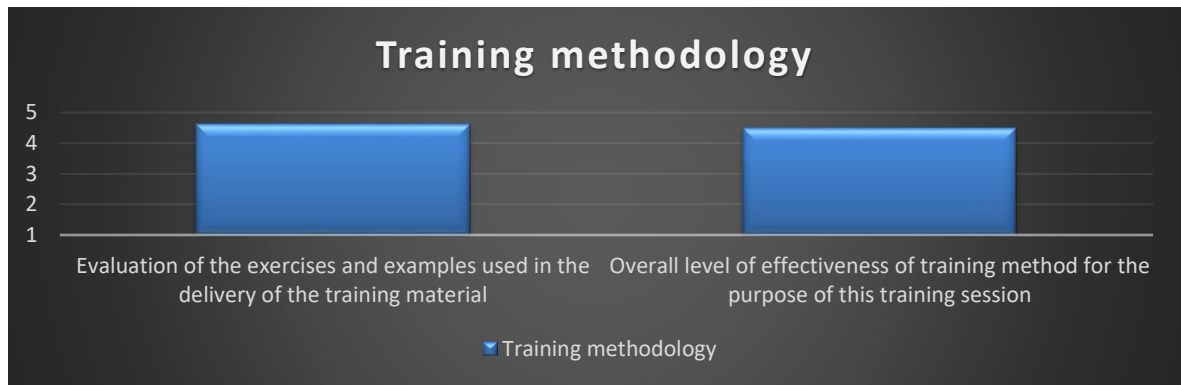 Training methodology
5
4
3
2
1
Evaluation of the exercises and examples used in the
delivery of the training material
Overall level of effectiveness of training method for the
purpose of this training session
Training methodology